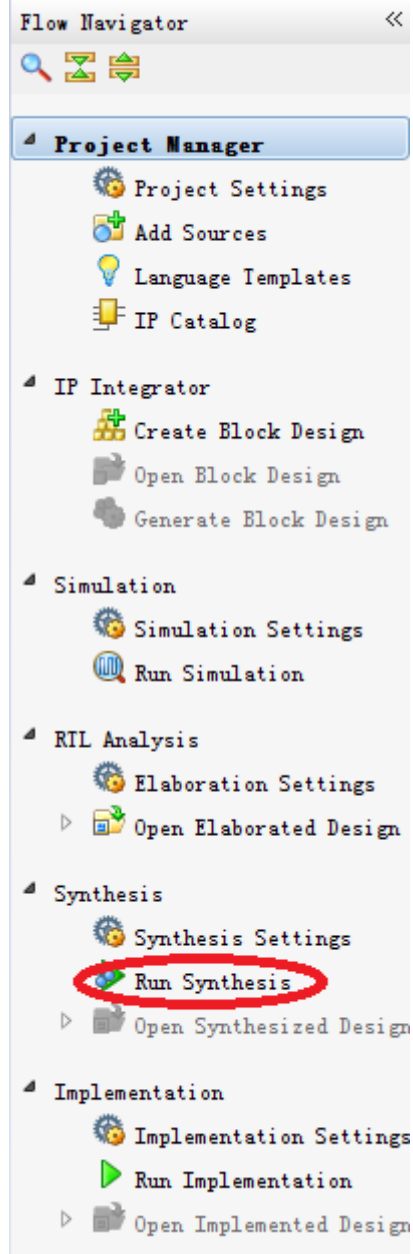 Flow Navigator
Project Manager
Project Settings
Add Sources
Language Templates
IP Catalog
IP Integrator
Create Block Design
Open Block Design
Generate Block Design
Simulation
Simulation Settings
Run Simulation
RTL Analysis
Elaboration Settings
Open Elaborated Design
Synthesis
Synthesis Settings
Run Synthesis
Open Synthesized Design
Implementation
Implementation Settings
Run Implementation
Open Implemented Design